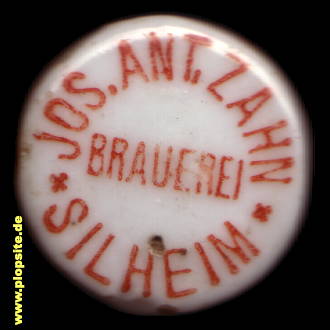 JOS. ANT. ZAHN
BRAUEREI
* SILHEIM *
www.plopsite.de